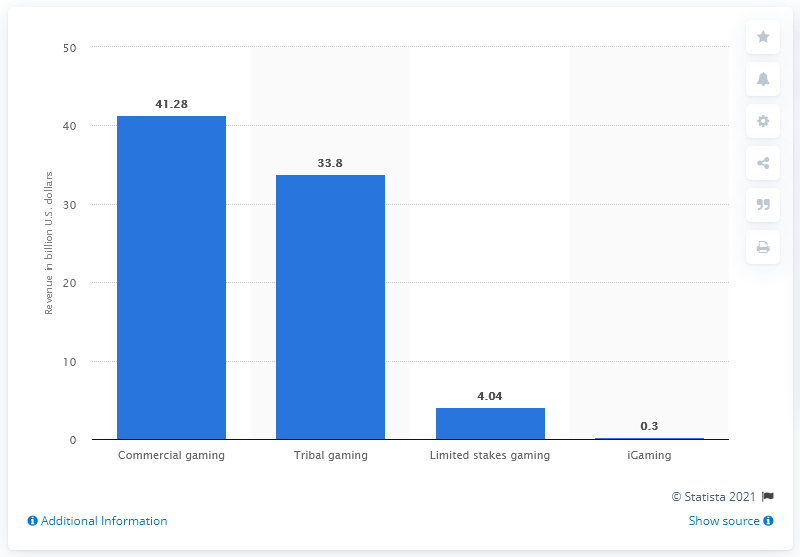 50
40
30
20
10
0
Revenue in billion U.S. dollars
41.28
33.8
4.04
0.3
Commercial gaming
Tribal gaming
Limited stakes gaming
iGaming
© Statista 2021
Additional Information
Show source